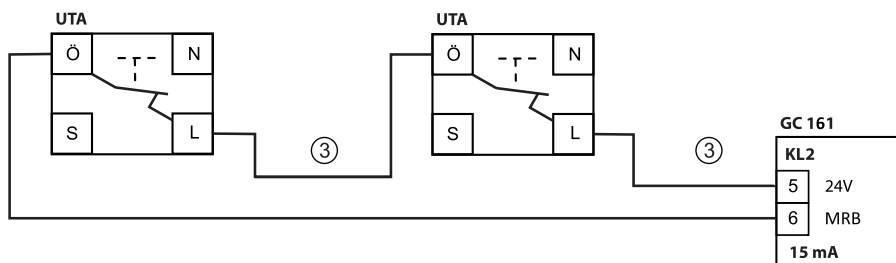 UTA
Ö N
S L
3
UTA
Ö N
S L
3
GC 161
KL2
5 24V
6 MRB
15 mA